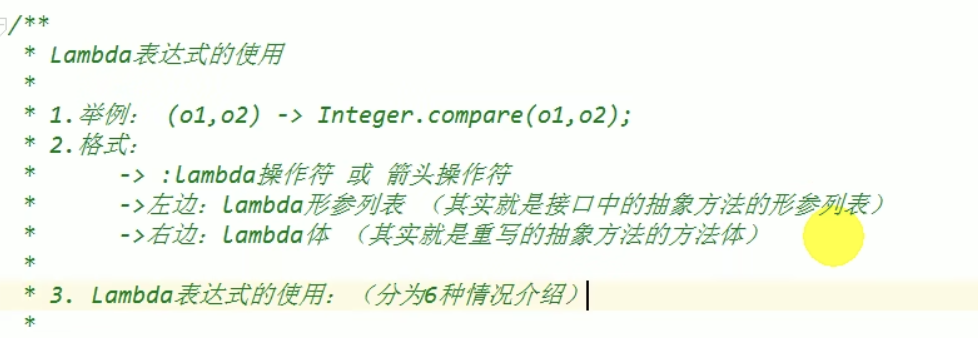 /**
* Lambda表达式的使用
*
* 1.举例: (o1,o2) -> Integer.compare(o1,o2);
* 2.格式:
* -> :lambda操作符 或 箭头操作符
* ->左边: lambda形参列表 (其实就是接口中的抽象方法的形参列表)
* ->右边: lambda体 (其实就是重写的抽象方法的方法体)
*
* 3. Lambda表达式的使用: (分为6种情况介绍)
*